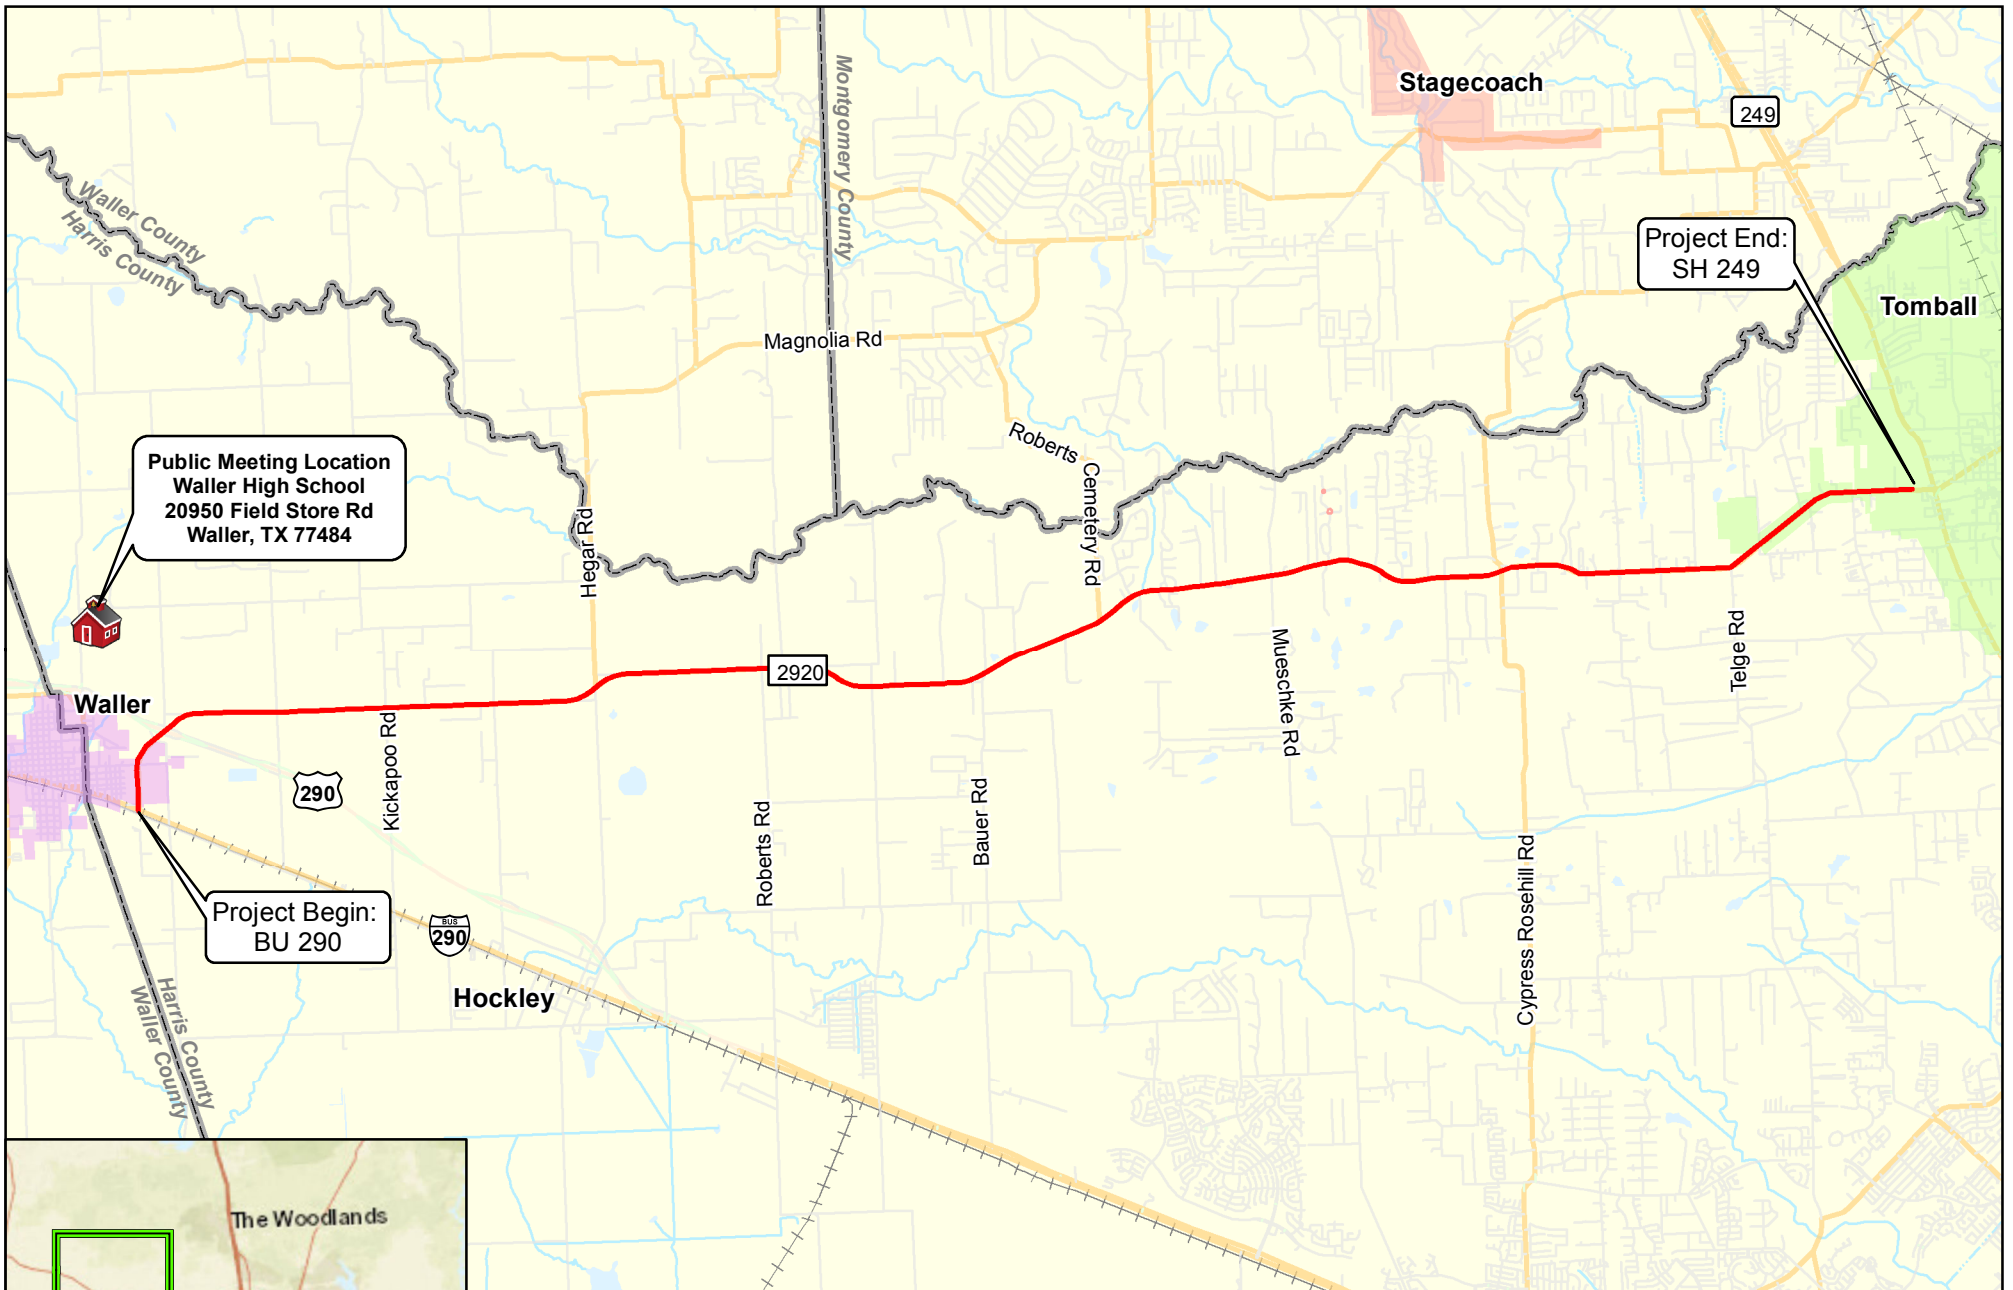 Stagecoach
249
Montgomery County
Waller County
Harris County
Project End:
SH 249
Tomball
Magnolia Rd
Roberts Cemetery Rd
Public Meeting Location
Waller High School
20950 Field Store Rd
Waller, TX 77484
Hegar Rd
Mueschke Rd
Telge Rd
2920
Waller
Kickapoo Rd
290
Roberts Rd
Bauer Rd
Cypress Rosehill Rd
Project Begin:
BU 290
BUS
290
Hockley
Harris County
Waller County
The Woodlands